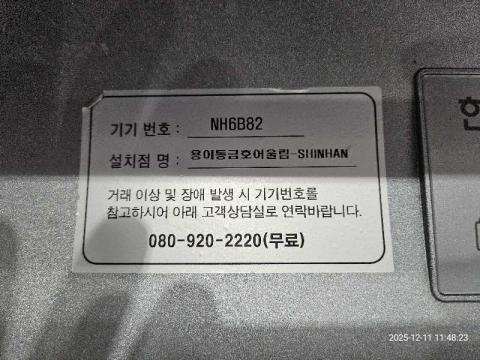 기기 번호 : NH6B82
설치점 명 : 용이동금호어울림-SHINHAN
거래 이상 및 장애 발생 시 기기번호를
참고하시어 아래 고객상담실로 연락바랍니다.
080-920-2220(무료)
한
2025-12-11 11:48:23